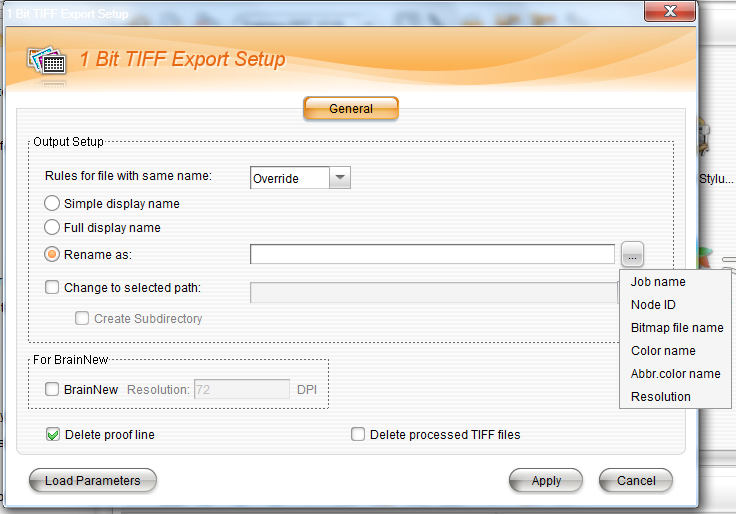 1 Bit TIFF Export Setup
1 Bit TIFF Export Setup
General
Output Setup
Rules for file with same name: Override
Simple display name
Stylu...
Full display name
Rename as: ...
Job name
Change to selected path:
Node ID
Create Subdirectory
Bitmap file name
Color name
For BrainNew
Abbr.color name
BrainNew Resolution: 72 DPI
Resolution
Delete proof line Delete processed TIFF files
Load Parameters Apply Cancel